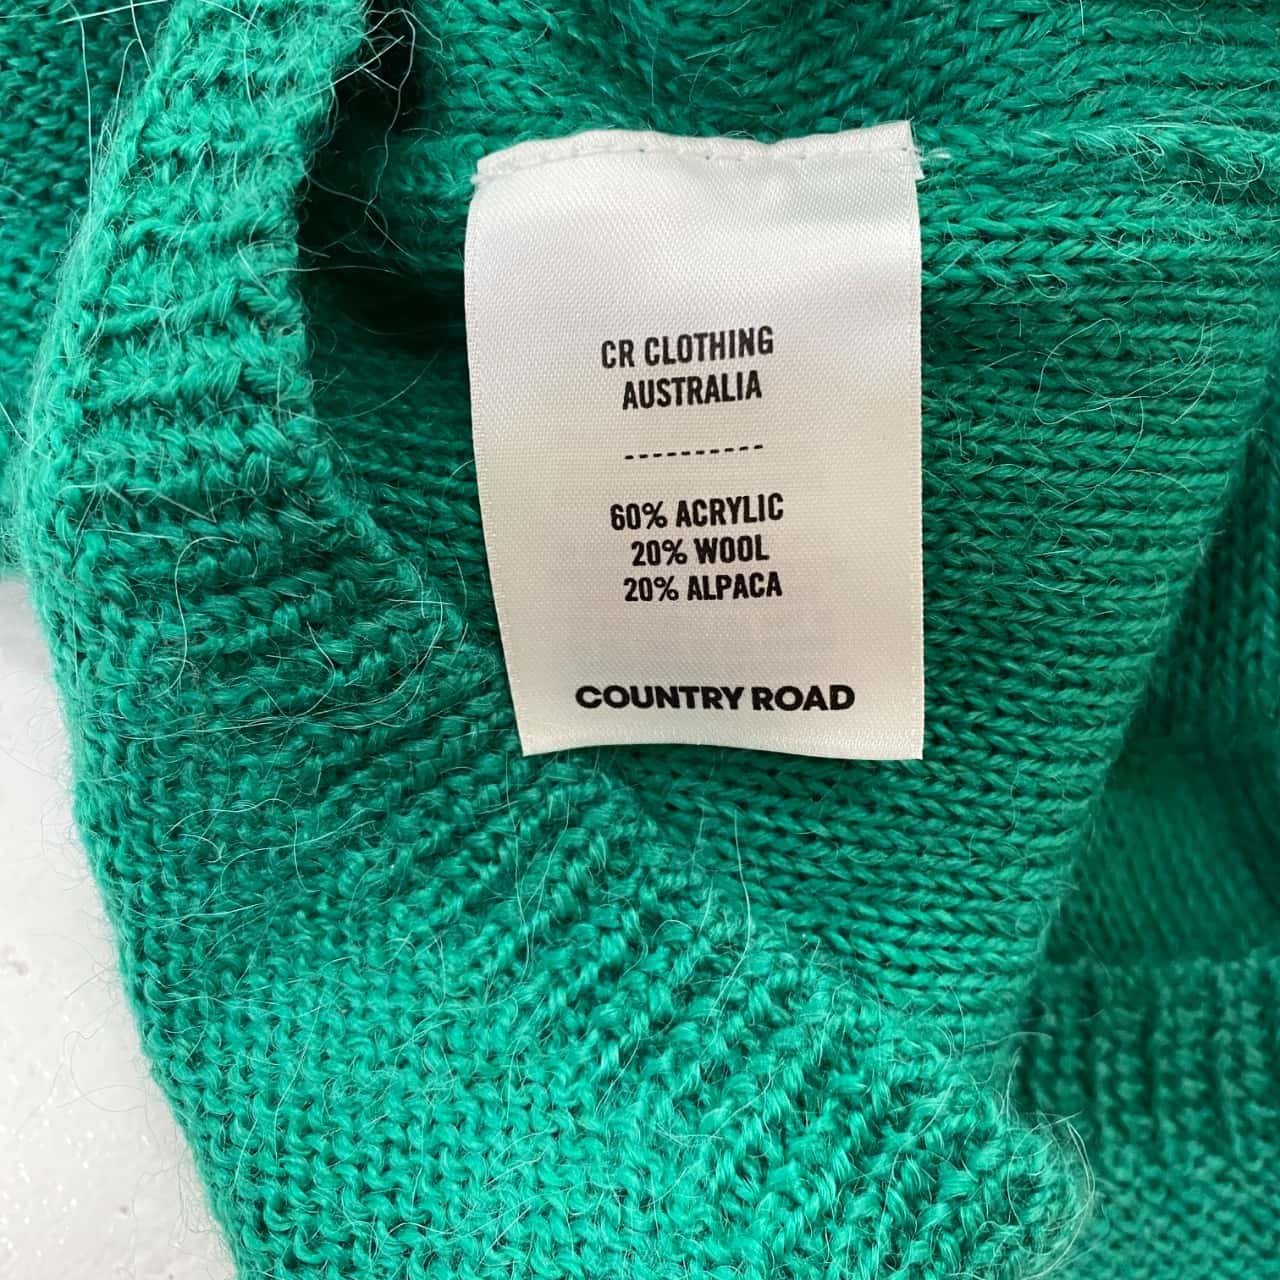 CR CLOTHING
AUSTRALIA
----------
60% ACRYLIC
20% WOOL
20% ALPACA
COUNTRY ROAD